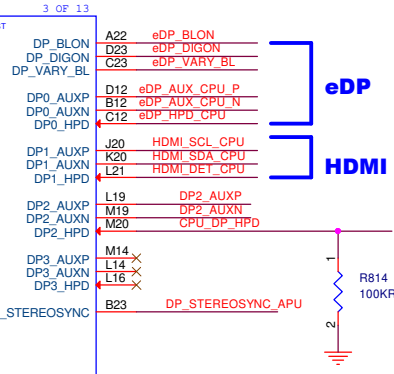 3 OF 13
ST
DP_BLON A22 eDP_BLON
DP_DIGON D23 eDP_DIGON
DP_VARY_BL C23 eDP_VARY_BL
DP0_AUXP D12 eDP_AUX_CPU_P
DP0_AUXN B12 eDP_AUX_CPU_N
DP0_HPD C12 eDP_HPD_CPU
eDP
DP1_AUXP J20 HDMI_SCL_CPU
DP1_AUXN K20 HDMI_SDA_CPU
DP1_HPD L21 HDMI_DET_CPU
HDMI
DP2_AUXP L19 DP2_AUXP
DP2_AUXN M19 DP2_AUXN
DP2_HPD M20 CPU_DP_HPD
DP3_AUXP M14
DP3_AUXN L14
DP3_HPD L16
1
R814
100KR
2
_STEREOSYNC B23 DP_STEREOSYNC_APU